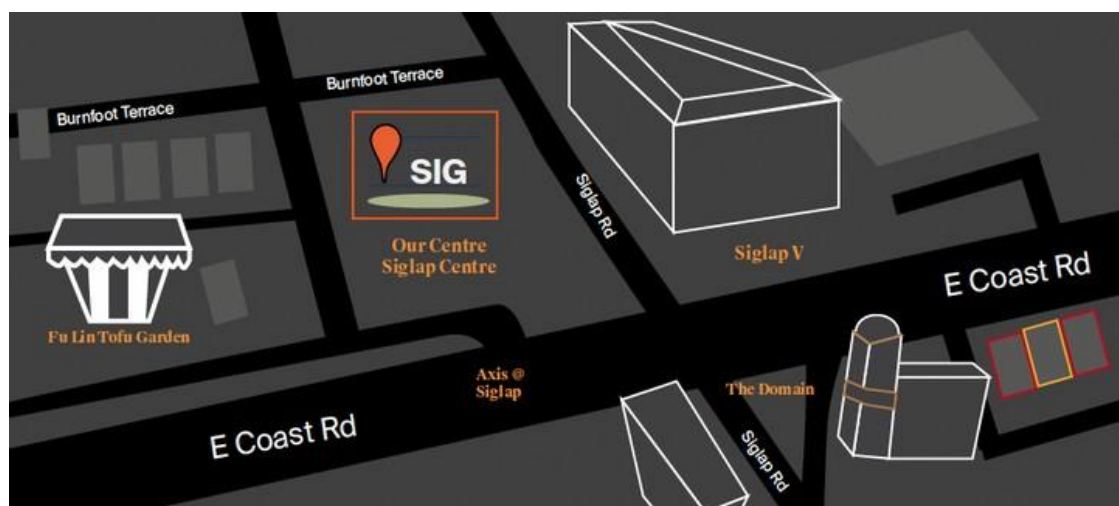 Burnfoot Terrace
Burnfoot Terrace
SIG
Our Centre
Siglap Centre
Siglap Rd
Siglap V
E Coast Rd
Fu Lin Tofu Garden
Axis @
Siglap
The Domain
E Coast Rd
Siglap Rd